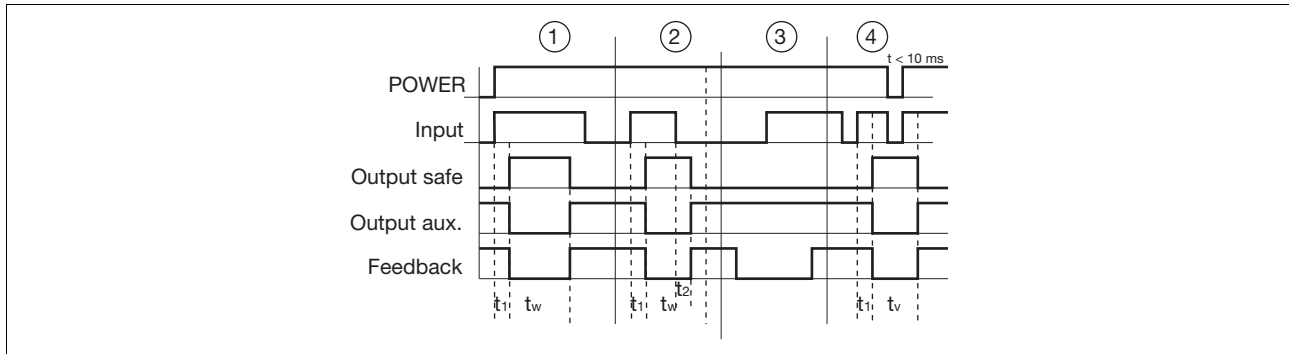 1 2 3 4
t < 10 ms
POWER
Input
Output safe
Output aux.
Feedback
t1 tw t1 tw t2 t1 tv